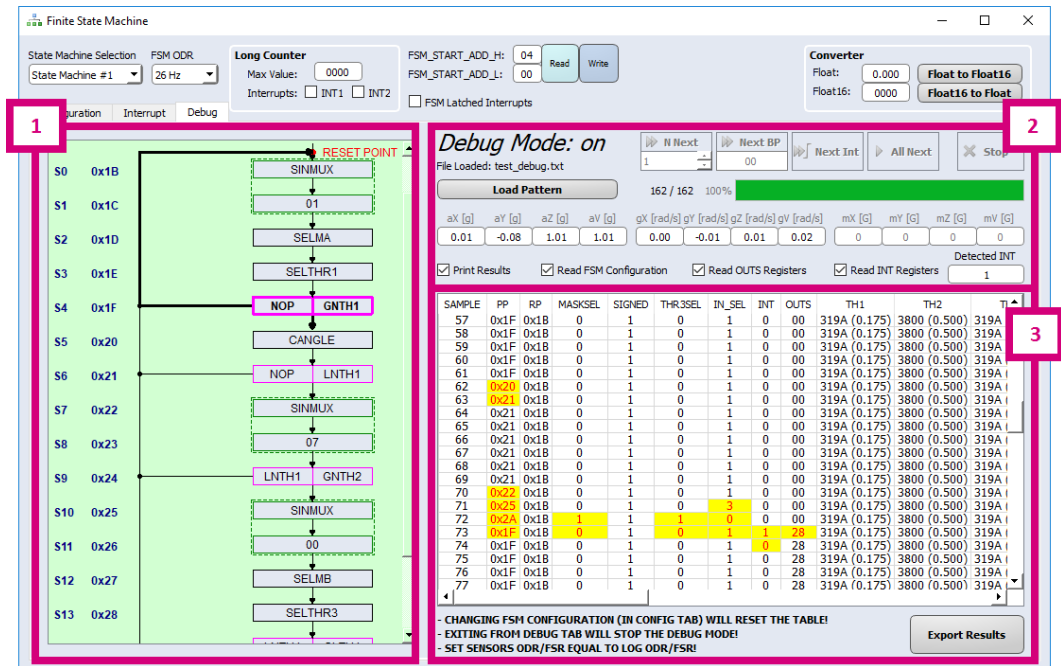 Finite State Machine
State Machine Selection FSM ODR Long Counter FSM_START_ADD_H: 04 Read Write Converter
State Machine #1 26 Hz Max Value: 0000 FSM_START_ADD_L: 00 Float: 0.000 Float to Float16
Interrupts: INT1 INT2 FSM Latched Interrupts Float16: 0000 Float16 to Float
Interrupt Debug
1
RESET POINT
S0 0x1B SINMUX
S1 0x1C 01
S2 0x1D SELMA
S3 0x1E SELTHR1
S4 0x1F NOP GNTH1
S5 0x20 CANGLE
S6 0x21 NOP LNTH1
S7 0x22 SINMUX
S8 0x23 07
S9 0x24 LNTH1 GNTH2
S10 0x25 SINMUX
S11 0x26 00
S12 0x27 SELMB
S13 0x28 SELTHR3
2
Debug Mode: on N Next Next BP Next Int All Next Stop
File Loaded: test_debug.txt 1 00
Load Pattern 162 / 162 100%
aX [g] aY [g] aZ [g] aV [g] gX [rad/s] gY [rad/s] gZ [rad/s] gV [rad/s] mX [G] mY [G] mZ [G] mV [G]
0.01 -0.08 1.01 1.01 0.00 -0.01 0.01 0.02 0 0 0 0
Detected INT
Print Results Read FSM Configuration Read OUTS Registers Read INT Registers 1
3
SAMPLE PP RP MASKSEL SIGNED THR3SEL IN_SEL INT OUTS TH1 TH2
57 0x1F 0x1B 0 1 0 1 0 00 319A (0.175) 3800 (0.500) 319A
58 0x1F 0x1B 0 1 0 1 0 00 319A (0.175) 3800 (0.500) 319A
59 0x1F 0x1B 0 1 0 1 0 00 319A (0.175) 3800 (0.500) 319A
60 0x1F 0x1B 0 1 0 1 0 00 319A (0.175) 3800 (0.500) 319A
61 0x1F 0x1B 0 1 0 1 0 00 319A (0.175) 3800 (0.500) 319A
62 0x20 0x1B 0 1 0 1 0 00 319A (0.175) 3800 (0.500) 319A (
63 0x21 0x1B 0 1 0 1 0 00 319A (0.175) 3800 (0.500) 319A (
64 0x21 0x1B 0 1 0 1 0 00 319A (0.175) 3800 (0.500) 319A (
65 0x21 0x1B 0 1 0 1 0 00 319A (0.175) 3800 (0.500) 319A (
66 0x21 0x1B 0 1 0 1 0 00 319A (0.175) 3800 (0.500) 319A (
67 0x21 0x1B 0 1 0 1 0 00 319A (0.175) 3800 (0.500) 319A (
68 0x21 0x1B 0 1 0 1 0 00 319A (0.175) 3800 (0.500) 319A (
69 0x21 0x1B 0 1 0 1 0 00 319A (0.175) 3800 (0.500) 319A (
70 0x22 0x1B 0 1 0 1 0 00 319A (0.175) 3800 (0.500) 319A (
71 0x25 0x1B 0 1 0 3 0 00 319A (0.175) 3800 (0.500) 319A (
72 0x2A 0x1B 1 1 1 0 0 00 319A (0.175) 3800 (0.500) 319A (
73 0x1F 0x1B 0 1 0 1 1 28 319A (0.175) 3800 (0.500) 319A (
74 0x1F 0x1B 0 1 0 1 0 28 319A (0.175) 3800 (0.500) 319A (
75 0x1F 0x1B 0 1 0 1 0 28 319A (0.175) 3800 (0.500) 319A (
76 0x1F 0x1B 0 1 0 1 0 28 319A (0.175) 3800 (0.500) 319A (
77 0x1F 0x1B 0 1 0 1 0 28 319A (0.175) 3800 (0.500) 319A (
- CHANGING FSM CONFIGURATION (IN CONFIG TAB) WILL RESET THE TABLE!
- EXITING FROM DEBUG TAB WILL STOP THE DEBUG MODE!
- SET SENSORS ODR/FSR EQUAL TO LOG ODR/FSR!
Export Results